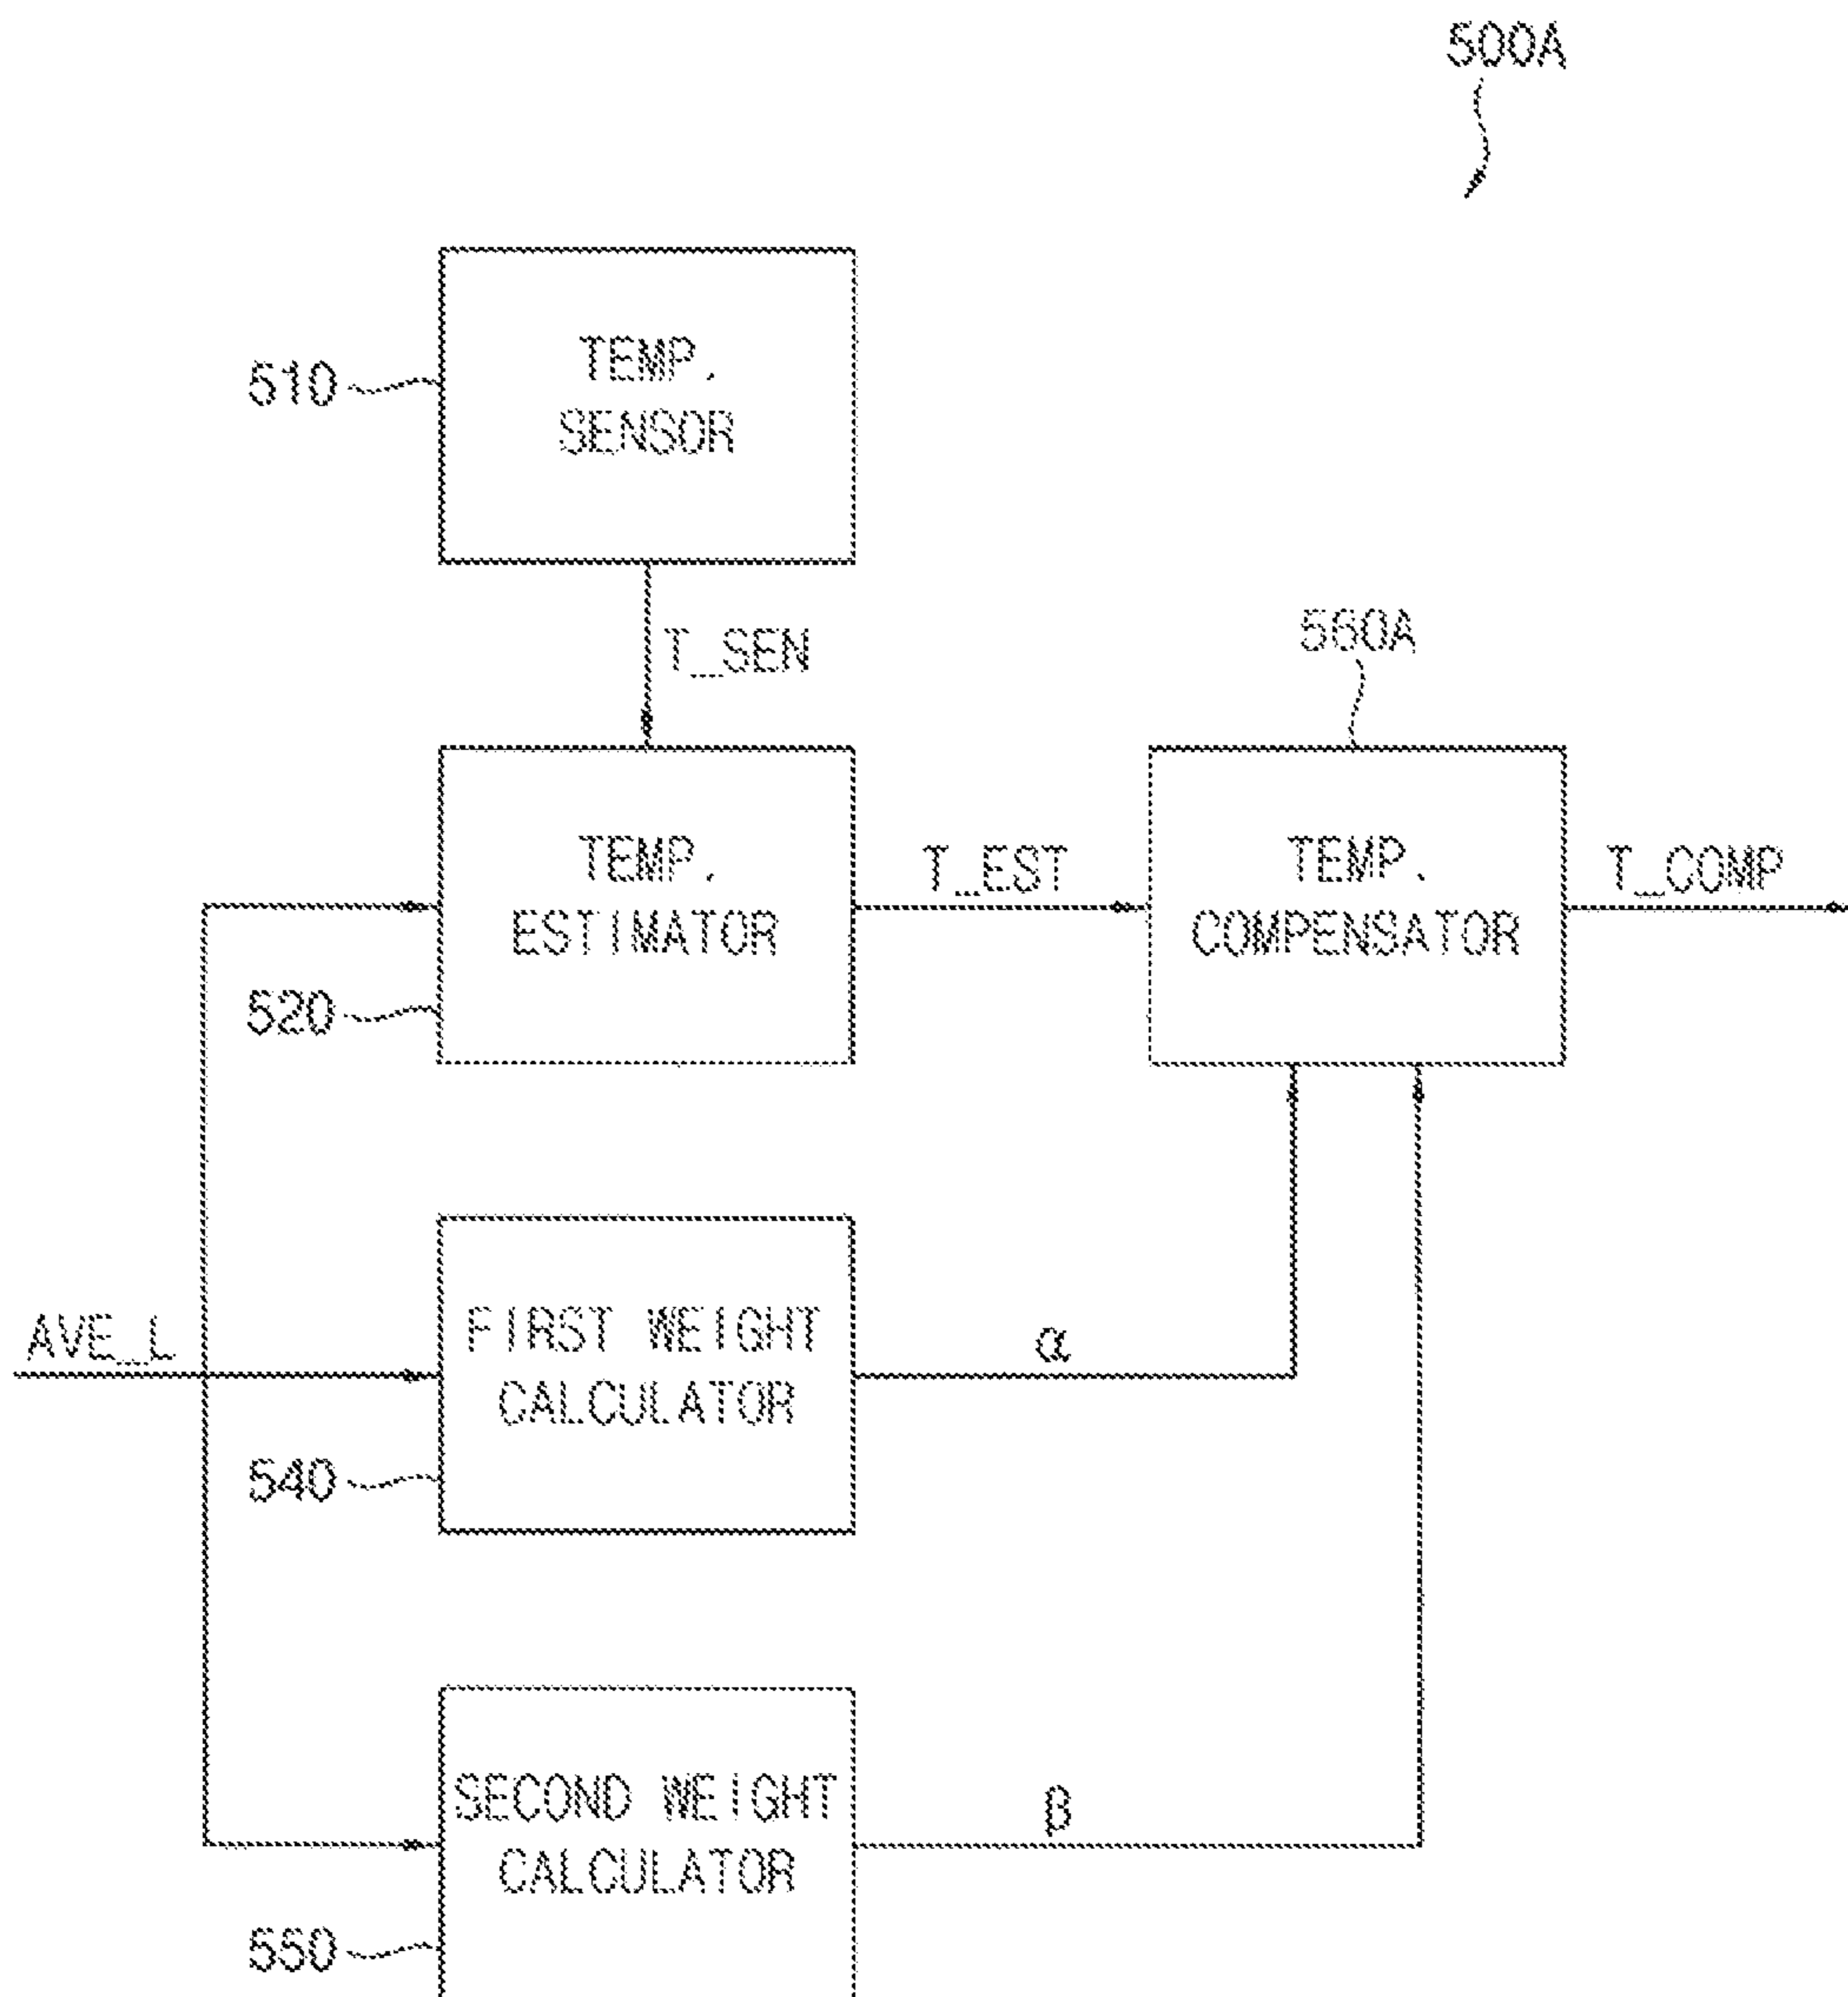 500A
510
TEMP.
SENSOR
T_SEN
560A
TEMP.
ESTIMATOR
520
T_EST
TEMP.
COMPENSATOR
T_COMP
AVE_L
FIRST WEIGHT
CALCULATOR
540
α
SECOND WEIGHT
CALCULATOR
550
β